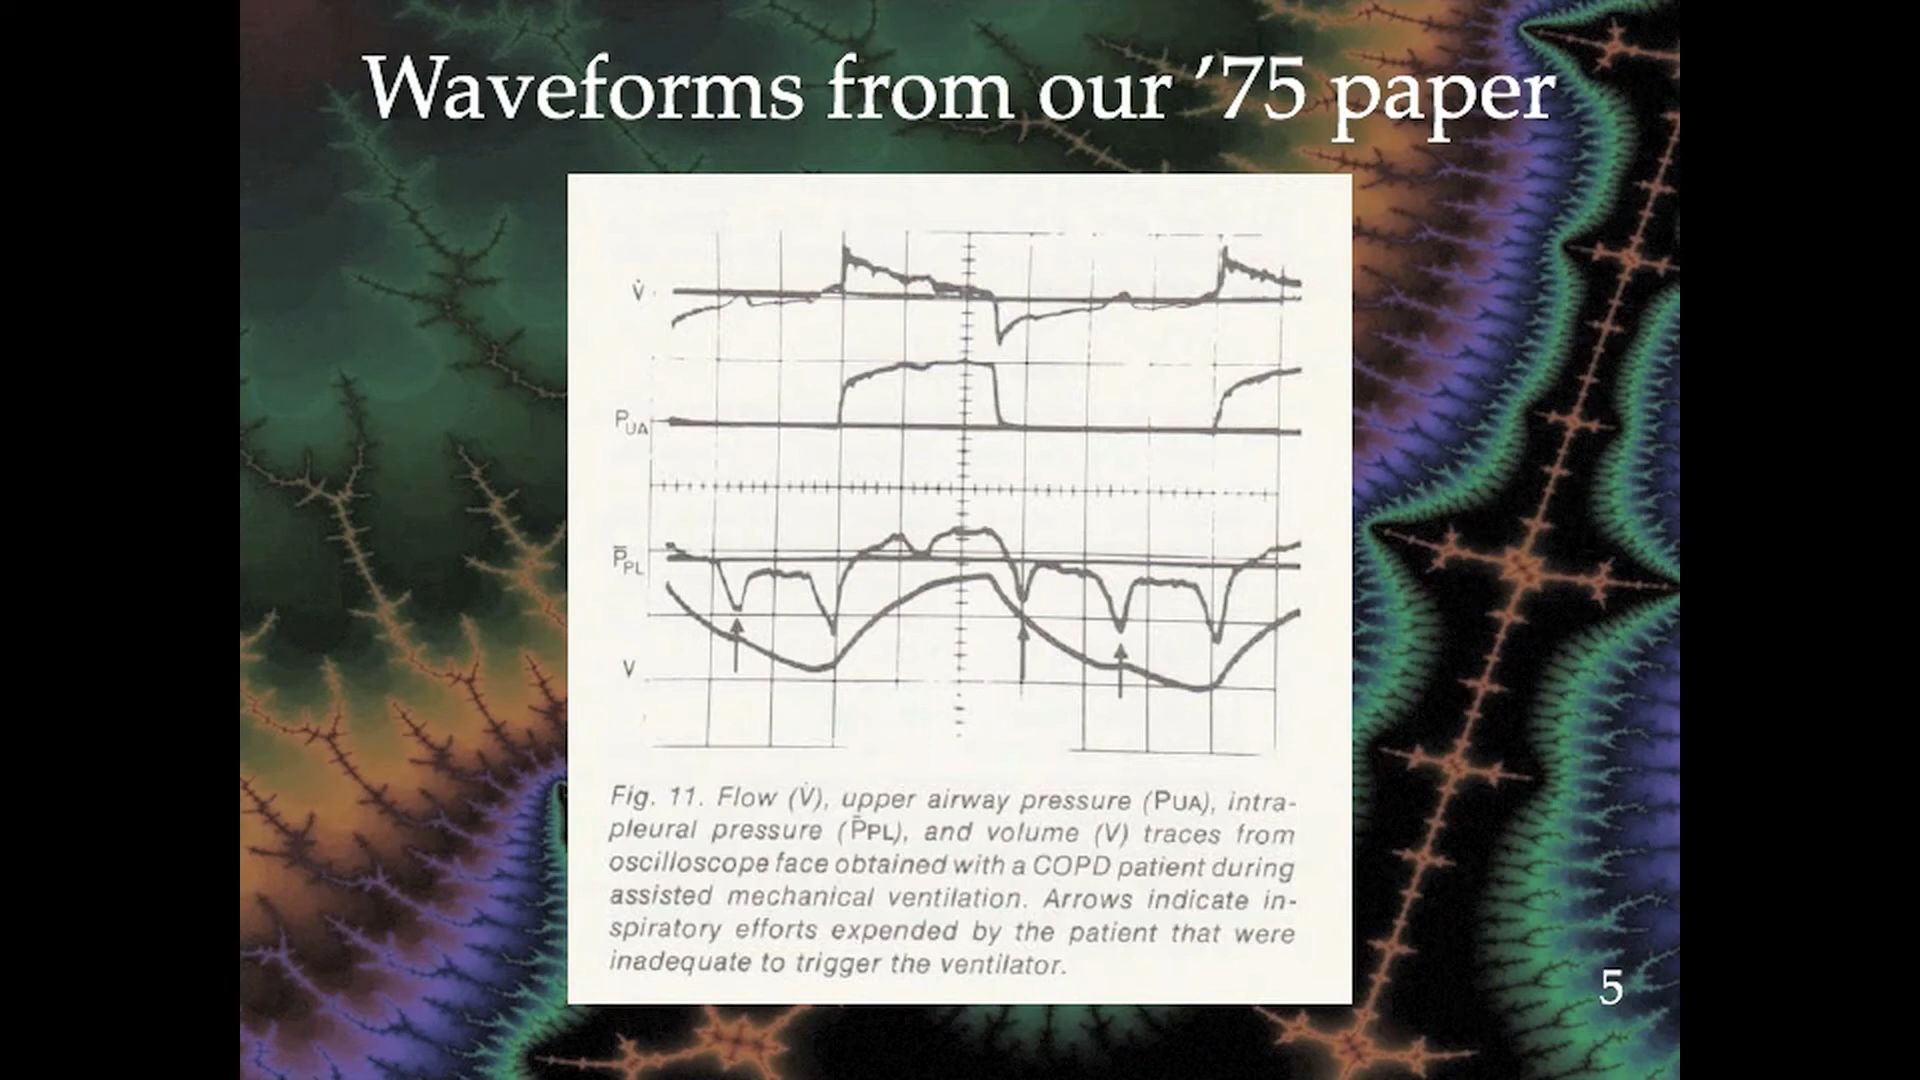 Waveforms from our ’75 paper
V̇
PUA
P̄PL
V
Fig. 11. Flow (V̇), upper airway pressure (PUA), intra-
pleural pressure (P̄PL), and volume (V) traces from
oscilloscope face obtained with a COPD patient during
assisted mechanical ventilation. Arrows indicate in-
spiratory efforts expended by the patient that were
inadequate to trigger the ventilator.
5